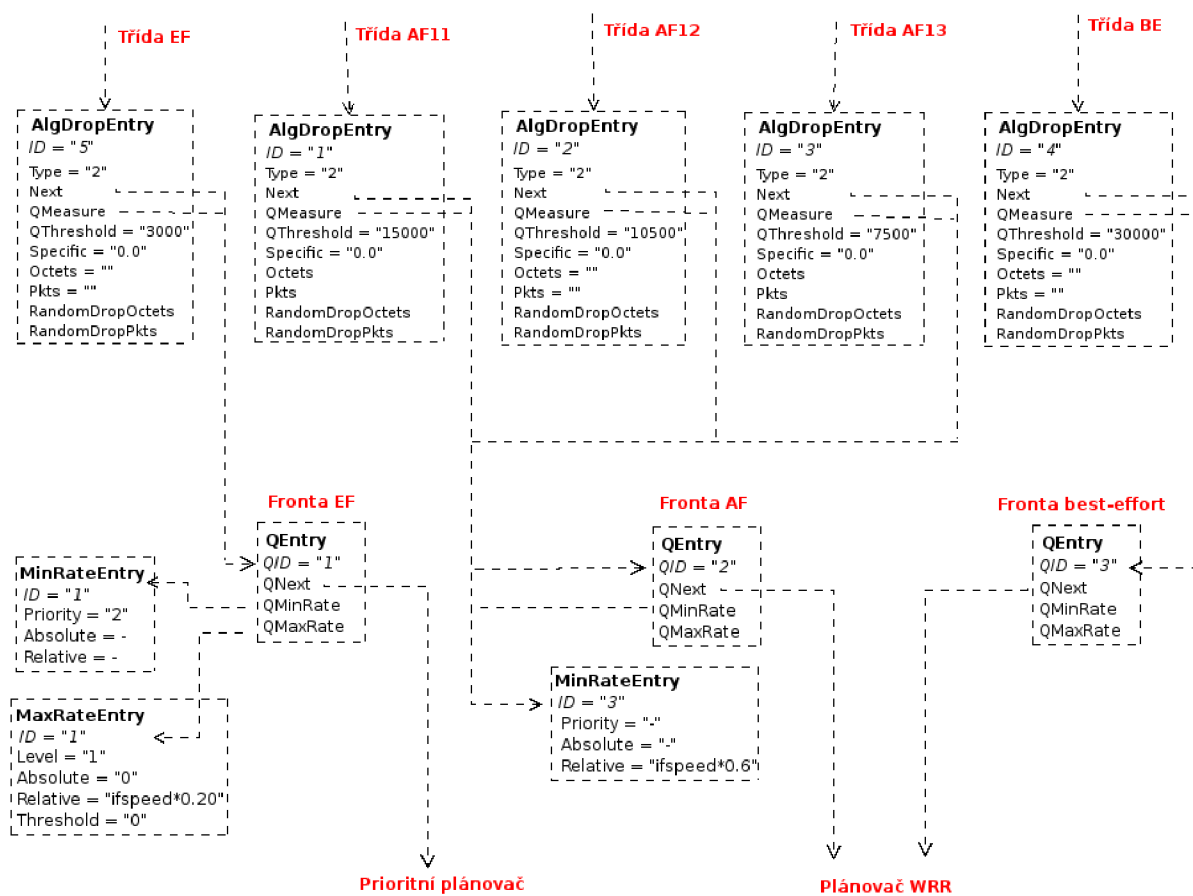 Třída EF
Třída AF11
Třída AF12
Třída AF13
Třída BE
AlgDropEntry
ID = "5"
Type = "2"
Next
QMeasure
QThreshold = "3000"
Specific = "0.0"
Octets = ""
Pkts = ""
RandomDropOctets
RandomDropPkts
AlgDropEntry
ID = "1"
Type = "2"
Next
QMeasure
QThreshold = "15000"
Specific = "0.0"
Octets
Pkts
RandomDropOctets
RandomDropPkts
AlgDropEntry
ID = "2"
Type = "2"
Next
QMeasure
QThreshold = "10500"
Specific = "0.0"
Octets = ""
Pkts = ""
RandomDropOctets
RandomDropPkts
AlgDropEntry
ID = "3"
Type = "2"
Next
QMeasure
QThreshold = "7500"
Specific = "0.0"
Octets
Pkts
RandomDropOctets
RandomDropPkts
AlgDropEntry
ID = "4"
Type = "2"
Next
QMeasure
QThreshold = "30000"
Specific = "0.0"
Octets = ""
Pkts = ""
RandomDropOctets
RandomDropPkts
Fronta EF
Fronta AF
Fronta best-effort
QEntry
QID = "1"
QNext
QMinRate
QMaxRate
QEntry
QID = "2"
QNext
QMinRate
QMaxRate
QEntry
QID = "3"
QNext
QMinRate
QMaxRate
MinRateEntry
ID = "1"
Priority = "2"
Absolute = -
Relative = -
MinRateEntry
ID = "3"
Priority = "-"
Absolute = "-"
Relative = "ifspeed*0.6"
MaxRateEntry
ID = "1"
Level = "1"
Absolute = "0"
Relative = "ifspeed*0.20"
Threshold = "0"
Prioritní plánovač
Plánovač WRR